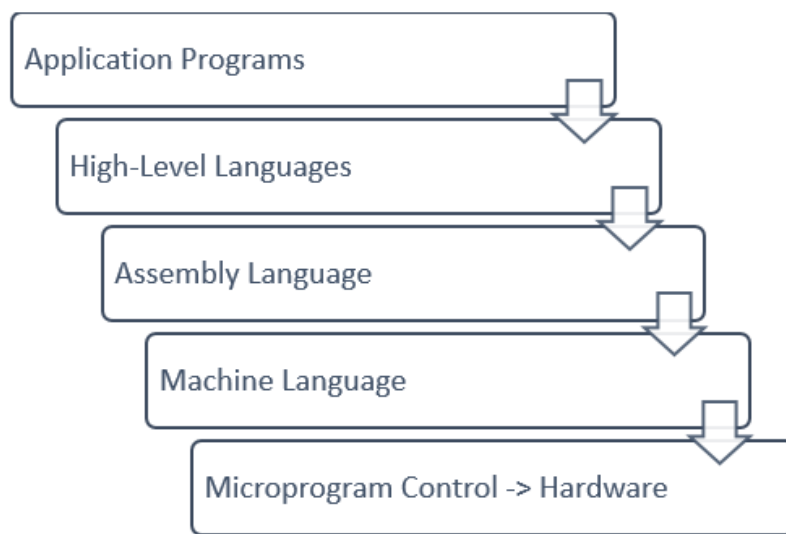 Application Programs
High-Level Languages
Assembly Language
Machine Language
Microprogram Control -> Hardware